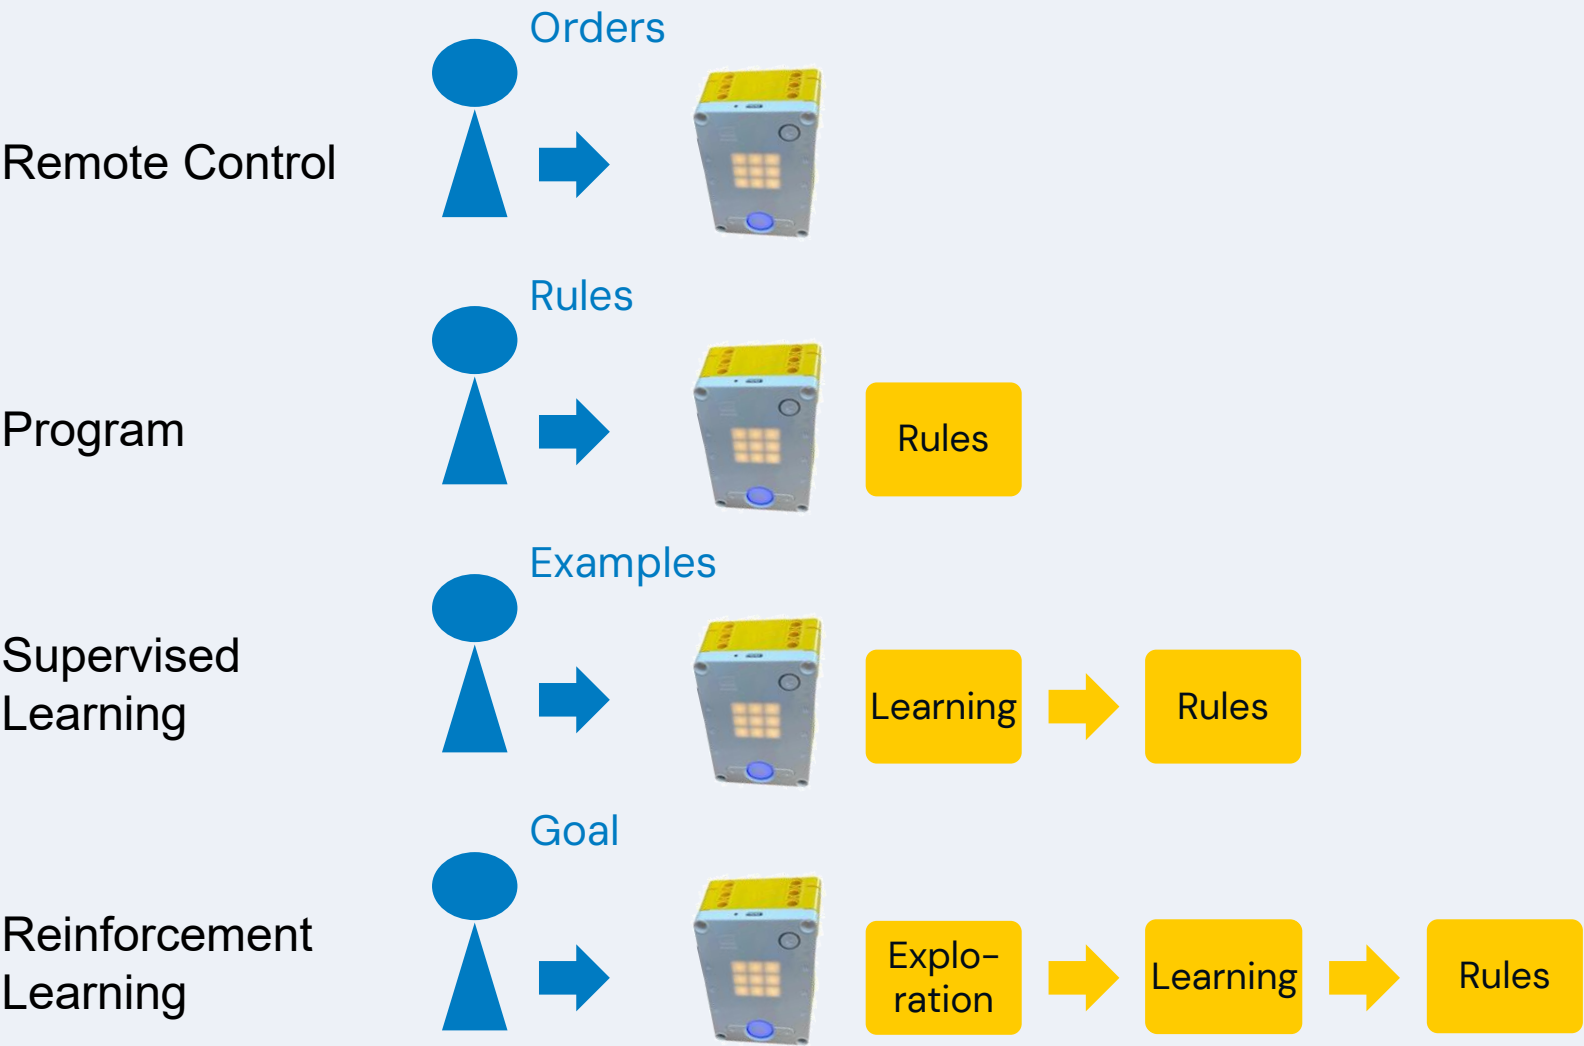 Orders
Remote Control
Rules
Program
Rules
Examples
Supervised
Learning
Learning
Rules
Goal
Reinforcement
Learning
Explo-
ration
Learning
Rules